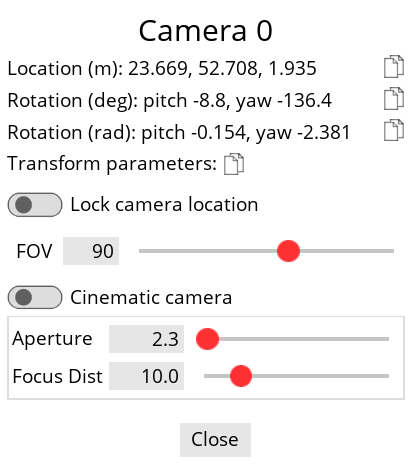 Camera 0
Location (m): 23.669, 52.708, 1.935
Rotation (deg): pitch -8.8, yaw -136.4
Rotation (rad): pitch -0.154, yaw -2.381
Transform parameters:
Lock camera location
FOV 90
Cinematic camera
Aperture 2.3
Focus Dist 10.0
Close